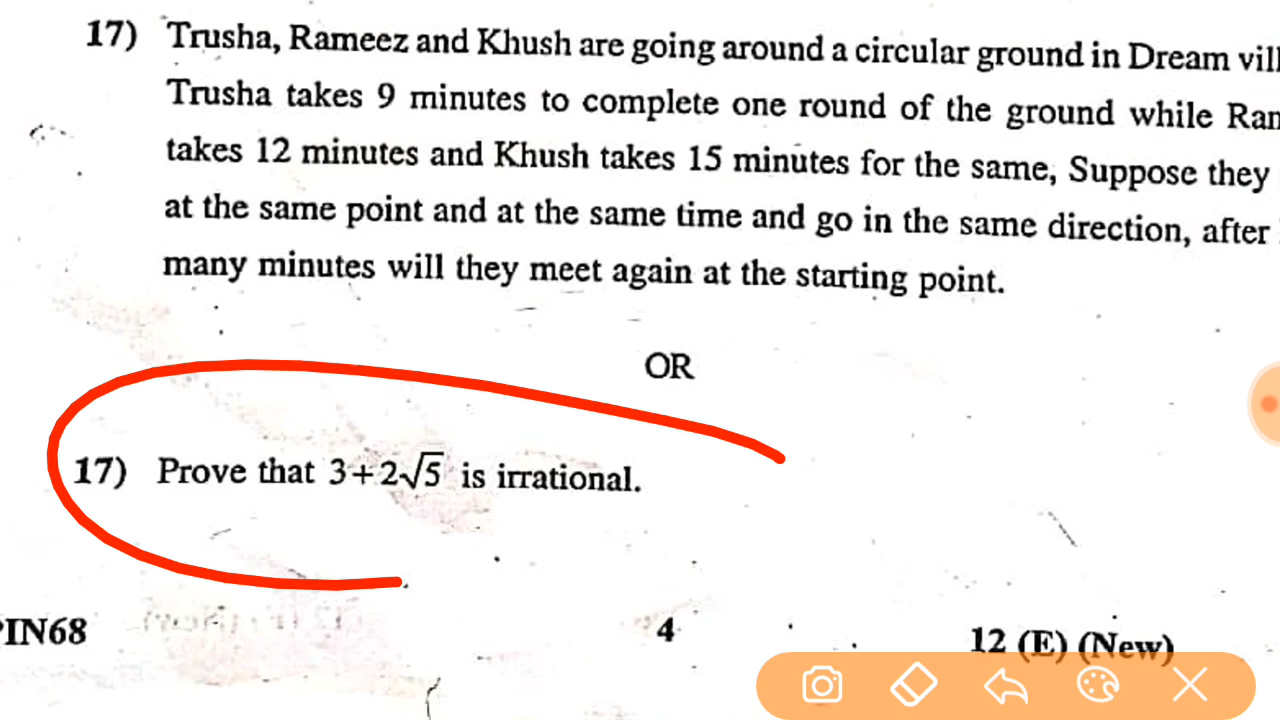 17) Trusha, Rameez and Khush are going around a circular ground in Dream
Trusha takes 9 minutes to complete one round of the ground while
takes 12 minutes and Khush takes 15 minutes for the same, Suppose they
at the same point and at the same time and go in the same direction, after
many minutes will they meet again at the starting point.
OR
17) Prove that 3+2√5 is irrational.
IN68
4
12 (E) (New)